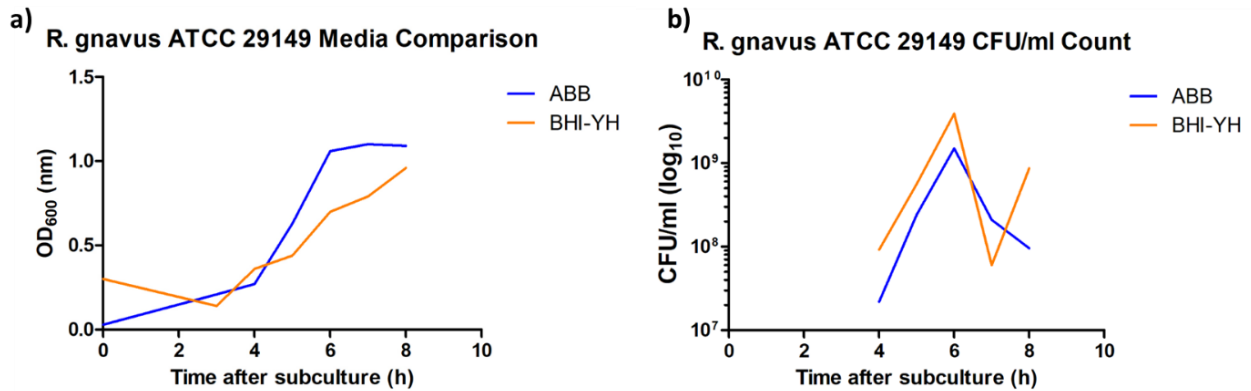 a)
R. gnavus ATCC 29149 Media Comparison
1.5
1.0
0.5
0.0
OD600 (nm)
0 2 4 6 8 10
Time after subculture (h)
ABB
BHI-YH
b)
R. gnavus ATCC 29149 CFU/ml Count
10^10
10^9
10^8
10^7
CFU/ml (log10)
0 2 4 6 8 10
Time after subculture (h)
ABB
BHI-YH